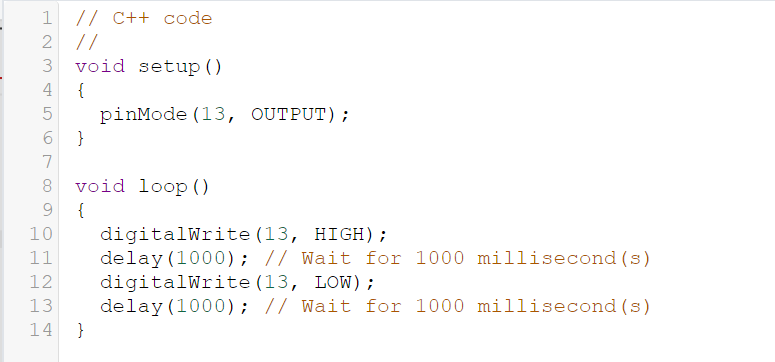 1 // C++ code
2 //
3 void setup()
4 {
5   pinMode(13, OUTPUT);
6 }
7
8 void loop()
9 {
10   digitalWrite(13, HIGH);
11   delay(1000); // Wait for 1000 millisecond(s)
12   digitalWrite(13, LOW);
13   delay(1000); // Wait for 1000 millisecond(s)
14 }